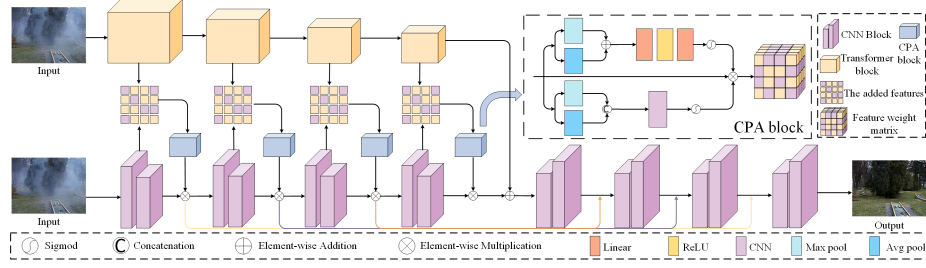 Input
Input
CPA block
CNN Block
CPA
block
Transformer
block
The added features
Feature weight
matrix
Output
Sigmod
Concatenation
Element-wise Addition
Element-wise Multiplication
Linear
ReLU
CNN
Max pool
Avg pool